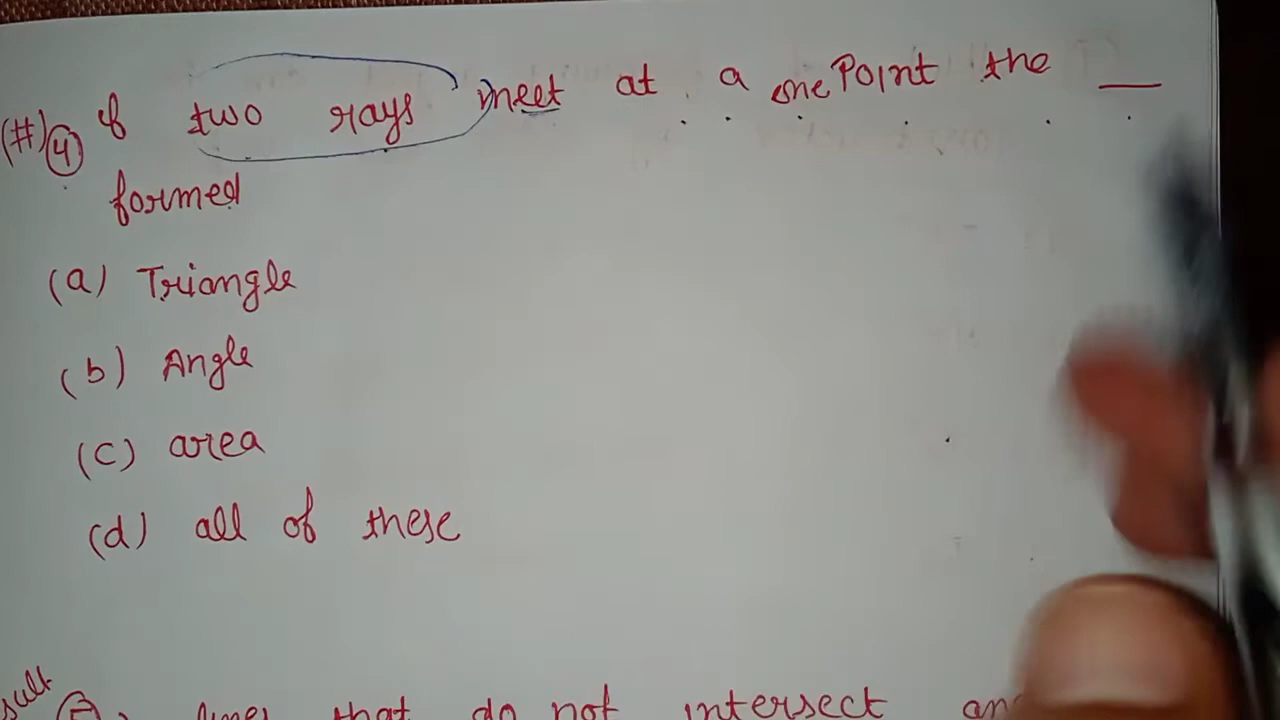 (#) (4) if two rays meet at a one Point the __
formed
(a) Triangle
(b) Angle
(c) area
(d) all of these
lines that do not intersect